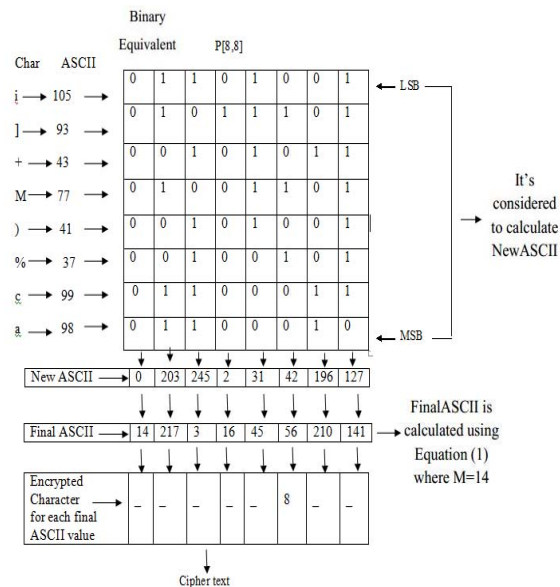 Binary
Equivalent P[8,8]
Char ASCII
i 105 0 1 1 0 1 0 0 1 LSB
] 93 0 1 0 1 1 1 0 1
+ 43 0 0 1 0 1 0 1 1
M 77 0 1 0 0 1 1 0 1
) 41 0 0 1 0 1 0 0 1
% 37 0 0 1 0 0 1 0 1
c 99 0 1 1 0 0 0 1 1
a 98 0 1 1 0 0 0 1 0 MSB
It's
considered
to calculate
NewASCII
New ASCII 0 203 245 2 31 42 196 127
Final ASCII 14 217 3 16 45 56 210 141
FinalASCII is
calculated using
Equation (1)
where M=14
Encrypted
Character
for each final
ASCII value
_ _ _ _ _ 8 _ _
Cipher text